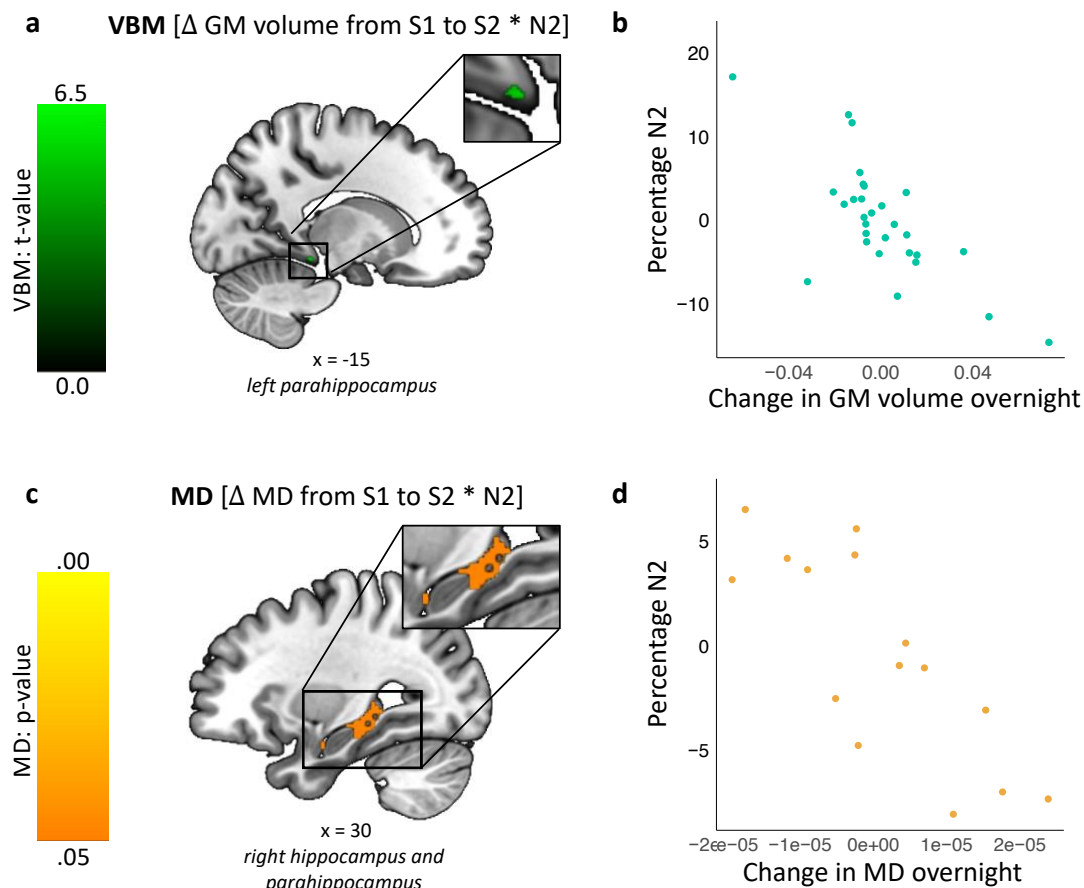 a
VBM [Δ GM volume from S1 to S2 * N2]
6.5
VBM: t-value
0.0
x = -15
left parahippocampus
b
20
10
0
−10
Percentage N2
−0.04 0.00 0.04
Change in GM volume overnight
c
MD [Δ MD from S1 to S2 * N2]
.00
MD: p-value
.05
x = 30
right hippocampus and
parahippocampus
d
5
0
−5
Percentage N2
−2e−05 −1e−05 0e+00 1e−05 2e−05
Change in MD overnight